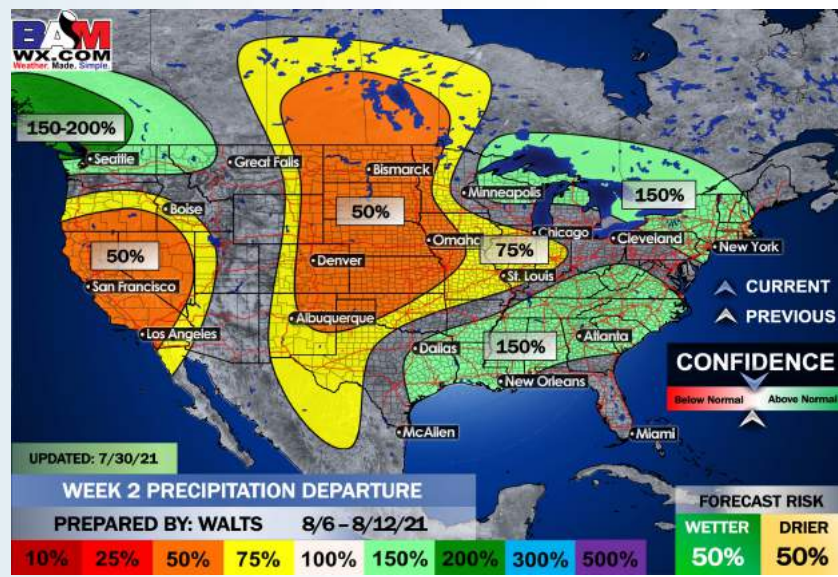 BAM
WX.COM
Weather. Made. Simple.
150-200%
Seattle
Great Falls
Bismarck
Minneapolis
150%
Boise
50%
50%
Omaha
Chicago
Cleveland
New York
75%
San Francisco
Denver
St. Louis
Los Angeles
Albuquerque
Dallas
150%
Atlanta
New Orleans
McAllen
Miami
CURRENT
PREVIOUS
CONFIDENCE
Below Normal Above Normal
UPDATED: 7/30/21
WEEK 2 PRECIPITATION DEPARTURE
PREPARED BY: WALTS 8/6 – 8/12/21
10% 25% 50% 75% 100% 150% 200% 300% 500%
FORECAST RISK
WETTER DRIER
50% 50%